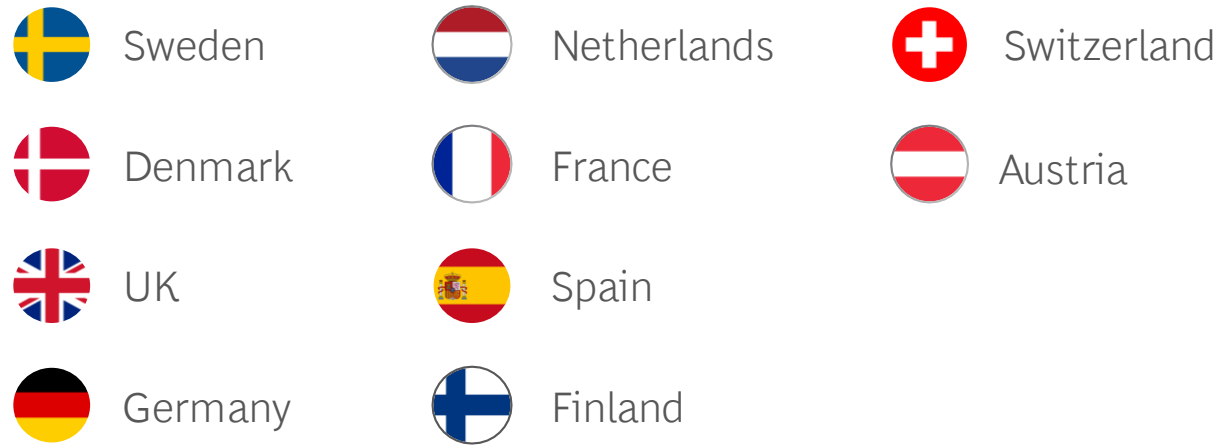 Sweden
Denmark
UK
Germany
Netherlands
France
Spain
Finland
Switzerland
Austria